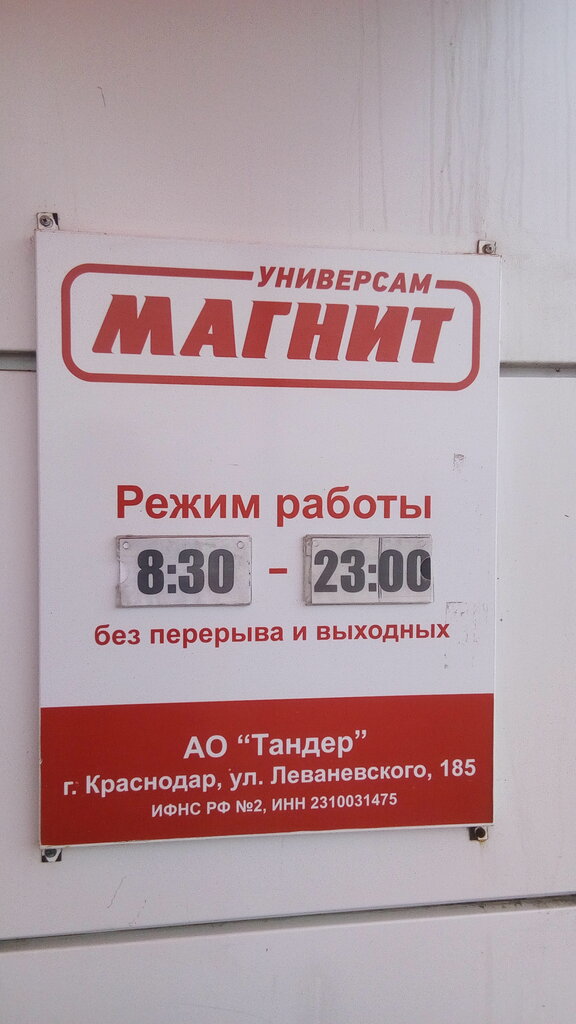 УНИВЕРСАМ
МАГНИТ
Режим работы
8:30 - 23:00
без перерыва и выходных
АО “Тандер”
г. Краснодар, ул. Леваневского, 185
ИФНС РФ №2, ИНН 2310031475